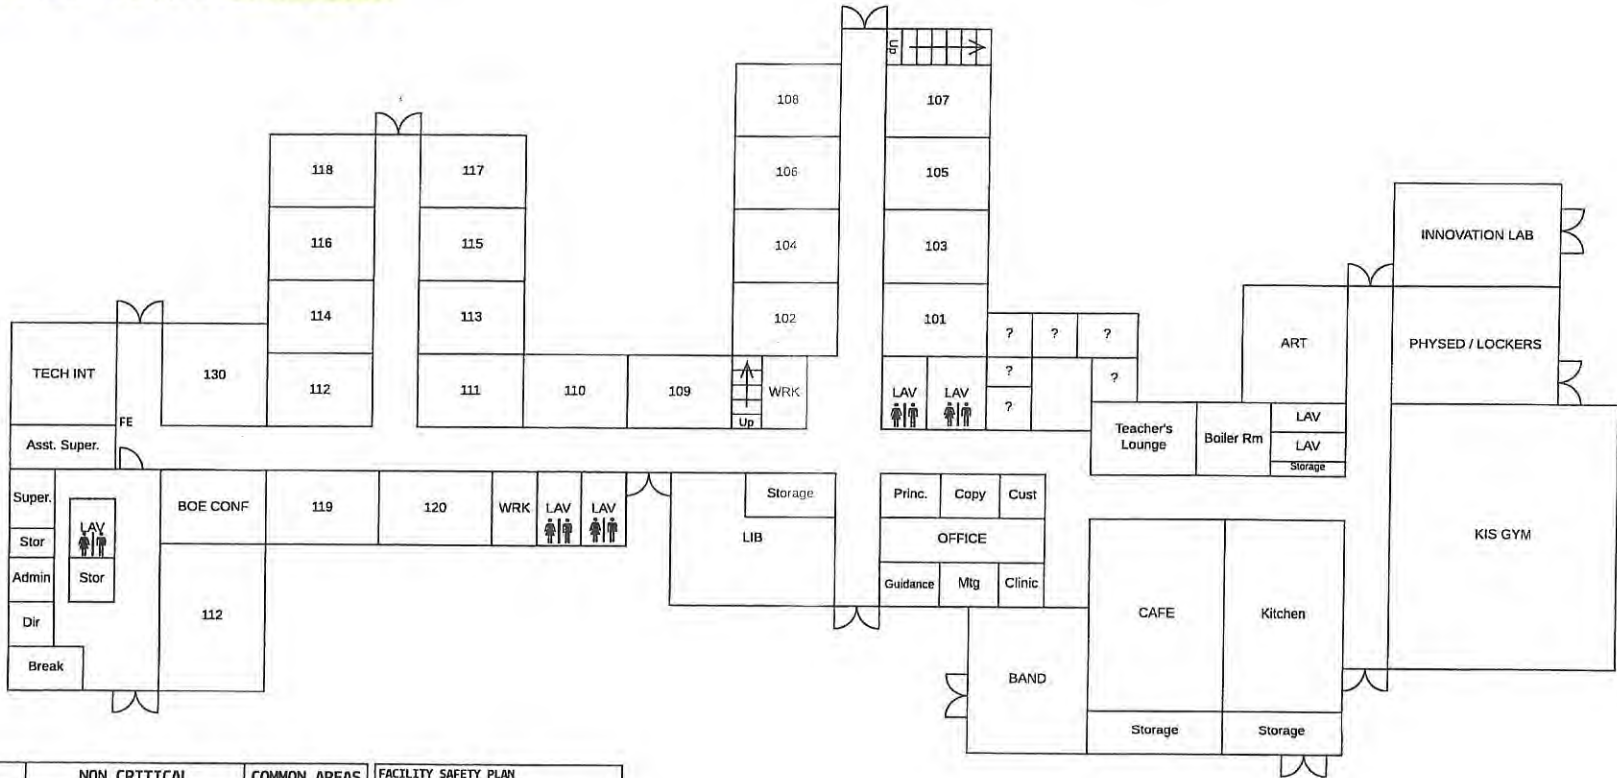 Up
108
107
118
117
106
105
116
115
104
103
INNOVATION LAB
114
113
102
101
?
?
?
ART
PHYSED / LOCKERS
TECH INT
130
112
111
110
109
WRK
Up
LAV
LAV
?
?
?
FE
Asst. Super.
Teacher's
Lounge
Boiler Rm
LAV
LAV
Storage
Super.
LAV
BOE CONF
119
120
WRK
LAV
LAV
Storage
LIB
Princ.
Copy
Cust
OFFICE
KIS GYM
Stor
Admin
Stor
Guidance
Mtg
Clinic
Dir
112
CAFE
Kitchen
Break
BAND
Storage
Storage
NON CRITICAL
COMMON AREAS
FACILITY SAFETY PLAN